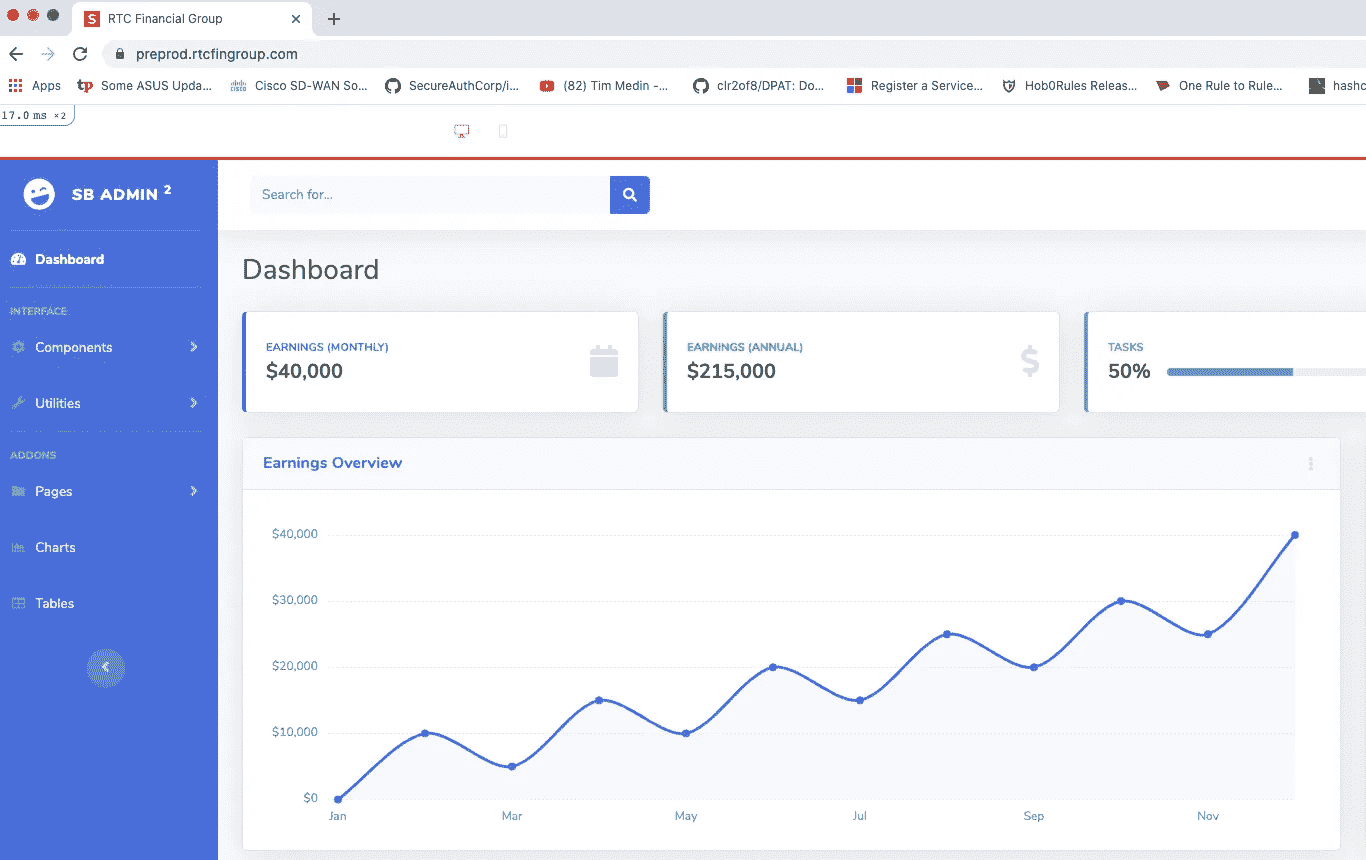 RTC Financial Group
preprod.rtcfingroup.com
Apps
Some ASUS Upda...
Cisco SD-WAN So...
SecureAuthCorp/i...
(82) Tim Medin -...
clr2of8/DPAT: Do...
Register a Service...
Hob0Rules Releas...
One Rule to Rule...
hashc
17.0 ms ×2
SB ADMIN 2
Search for...
Dashboard
INTERFACE
Components
Utilities
ADDONS
Pages
Charts
Tables
Dashboard
EARNINGS (MONTHLY)
$40,000
EARNINGS (ANNUAL)
$215,000
TASKS
50%
Earnings Overview
$40,000
$30,000
$20,000
$10,000
$0
Jan Mar May Jul Sep Nov